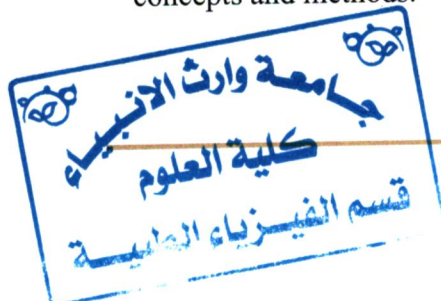 concepts and methods.
جامعة وارث الانبياء
كلية العلوم
قسم الفيزياء الطبية